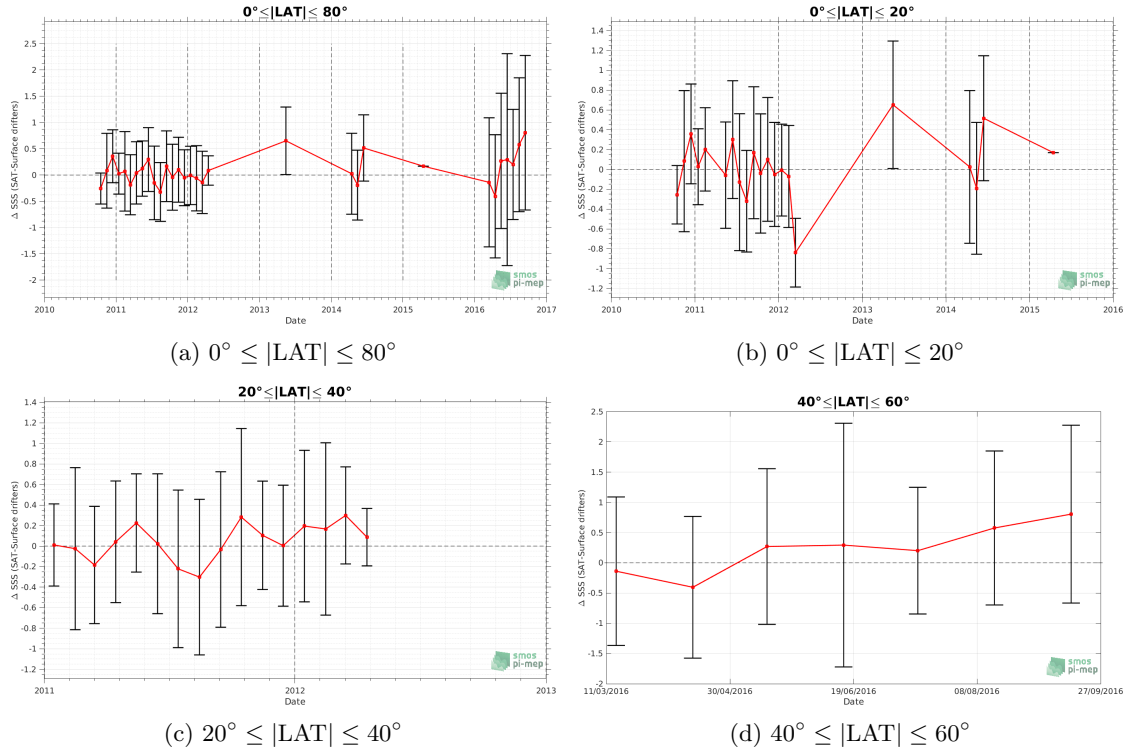 0°≤|LAT|≤ 80°
Δ SSS (SAT-Surface drifters)
2.5
2
1.5
1
0.5
0
-0.5
-1
-1.5
-2
2010 2011 2012 2013 2014 2015 2016 2017
Date
smos
pi-mep
(a) 0° ≤ |LAT| ≤ 80°
0°≤|LAT|≤ 20°
Δ SSS (SAT-Surface drifters)
1.4
1.2
1
0.8
0.6
0.4
0.2
0
-0.2
-0.4
-0.6
-0.8
-1
-1.2
2010 2011 2012 2013 2014 2015 2016
Date
smos
pi-mep
(b) 0° ≤ |LAT| ≤ 20°
20°≤|LAT|≤ 40°
Δ SSS (SAT-Surface drifters)
1.4
1.2
1
0.8
0.6
0.4
0.2
0
-0.2
-0.4
-0.6
-0.8
-1
-1.2
2011 2012 2013
Date
smos
pi-mep
(c) 20° ≤ |LAT| ≤ 40°
40°≤|LAT|≤ 60°
Δ SSS (SAT-Surface drifters)
2.5
2
1.5
1
0.5
0
-0.5
-1
-1.5
-2
11/03/2016 30/04/2016 19/06/2016 08/08/2016 27/09/2016
Date
smos
pi-mep
(d) 40° ≤ |LAT| ≤ 60°